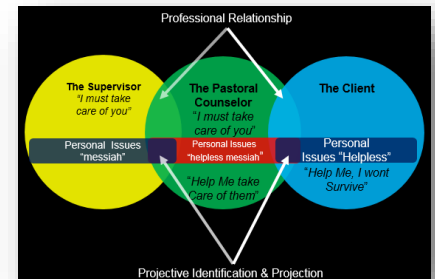 Professional Relationship
The Supervisor
"I must take
care of you"
The Pastoral
Counselor
"I must take
care of you"
The Client
Personal Issues
"messiah"
Personal Issues
"helpless messiah"
Personal
Issues "Helpless"
"Help Me take
Care of them"
"Help Me, I wont
Survive"
Projective Identification & Projection